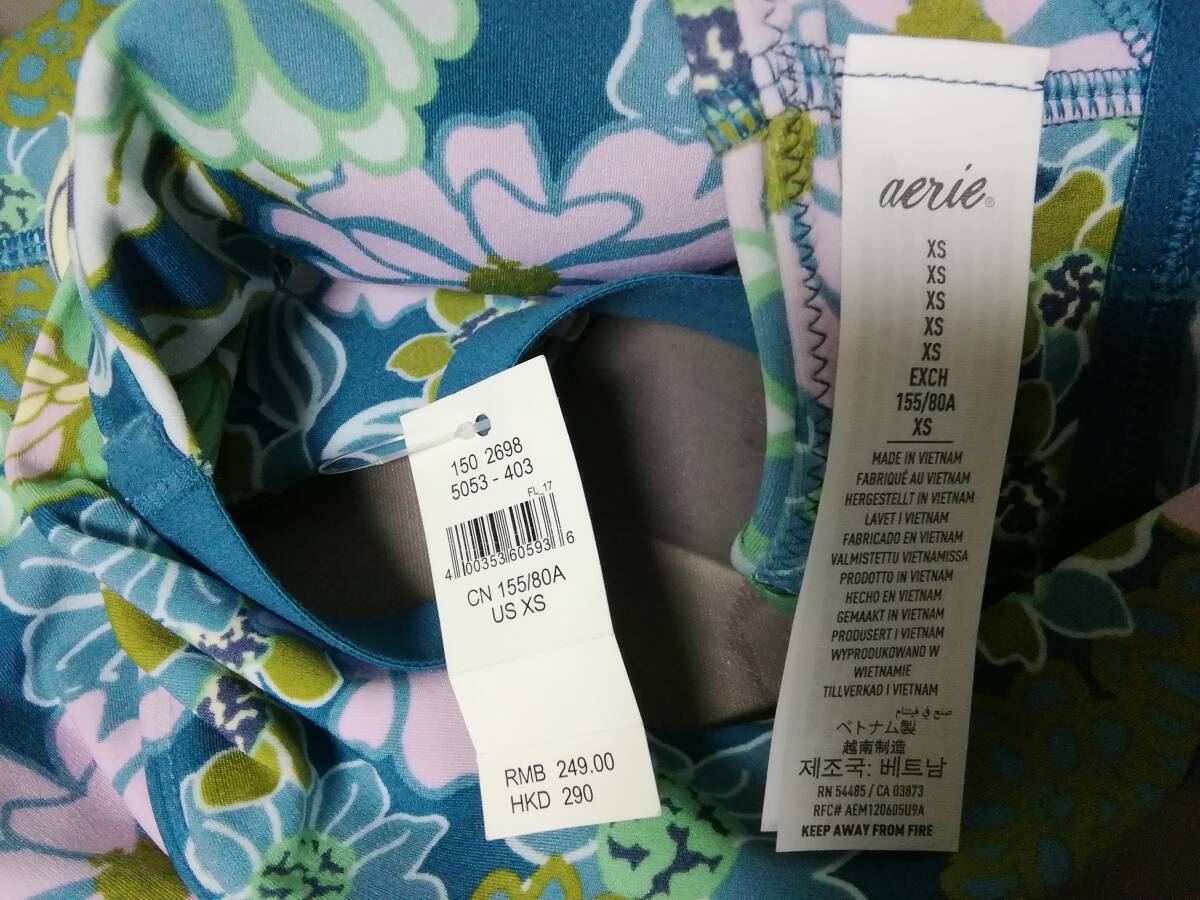 150 2698
5053 - 403
FL_17
4 00353 60593 6
CN 155/80A
US XS
RMB 249.00
HKD 290
aerie®
XS
XS
XS
XS
XS
EXCH
155/80A
XS
MADE IN VIETNAM
FABRIQUÉ AU VIETNAM
HERGESTELLT IN VIETNAM
LAVET I VIETNAM
FABRICADO EN VIETNAM
VALMISTETTU VIETNAMISSA
PRODOTTO IN VIETNAM
HECHO EN VIETNAM
GEMAAKT IN VIETNAM
PRODUSERT I VIETNAM
WYPRODUKOWANO W
WIETNAMIE
TILLVERKAD I VIETNAM
صنع في فيتنام
ベトナム製
越南制造
제조국: 베트남
RN 54485 / CA 03873
RFC# AEM120605U9A
KEEP AWAY FROM FIRE